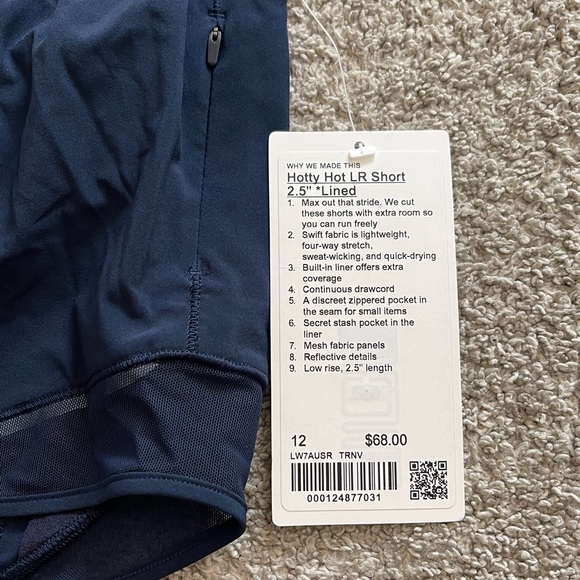 WHY WE MADE THIS
Hotty Hot LR Short
2.5" *Lined
1. Max out that stride. We cut
these shorts with extra room so
you can run freely
2. Swift fabric is lightweight,
four-way stretch,
sweat-wicking, and quick-drying
3. Built-in liner offers extra
coverage
4. Continuous drawcord
5. A discreet zippered pocket in
the seam for small items
6. Secret stash pocket in the
liner
7. Mesh fabric panels
8. Reflective details
9. Low rise, 2.5" length
12 $68.00
LW7AUSR TRNV
000124877031